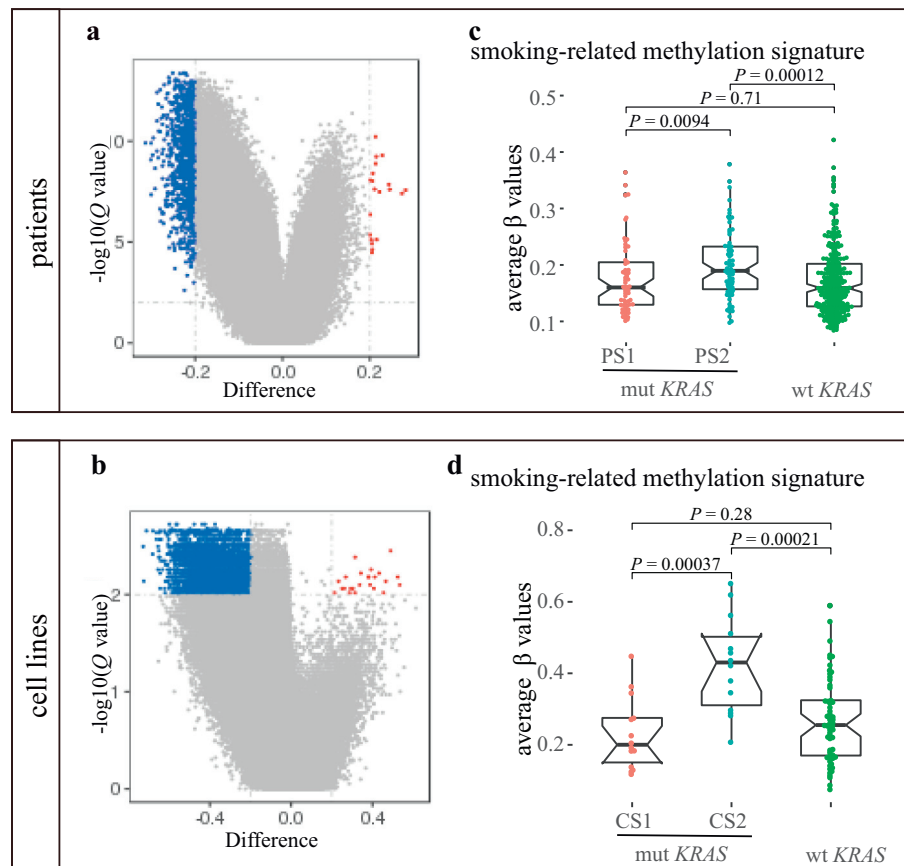 patients
a
-log10(Q value)
10
5
0
-0.2 0.0 0.2
Difference
c
smoking-related methylation signature
P = 0.00012
P = 0.71
P = 0.0094
average β values
0.5
0.4
0.3
0.2
0.1
PS1 PS2
mut KRAS wt KRAS
cell lines
b
-log10(Q value)
2
1
0
-0.4 0.0 0.4
Difference
d
smoking-related methylation signature
P = 0.28
P = 0.00021
P = 0.00037
average β values
0.8
0.6
0.4
0.2
CS1 CS2
mut KRAS wt KRAS